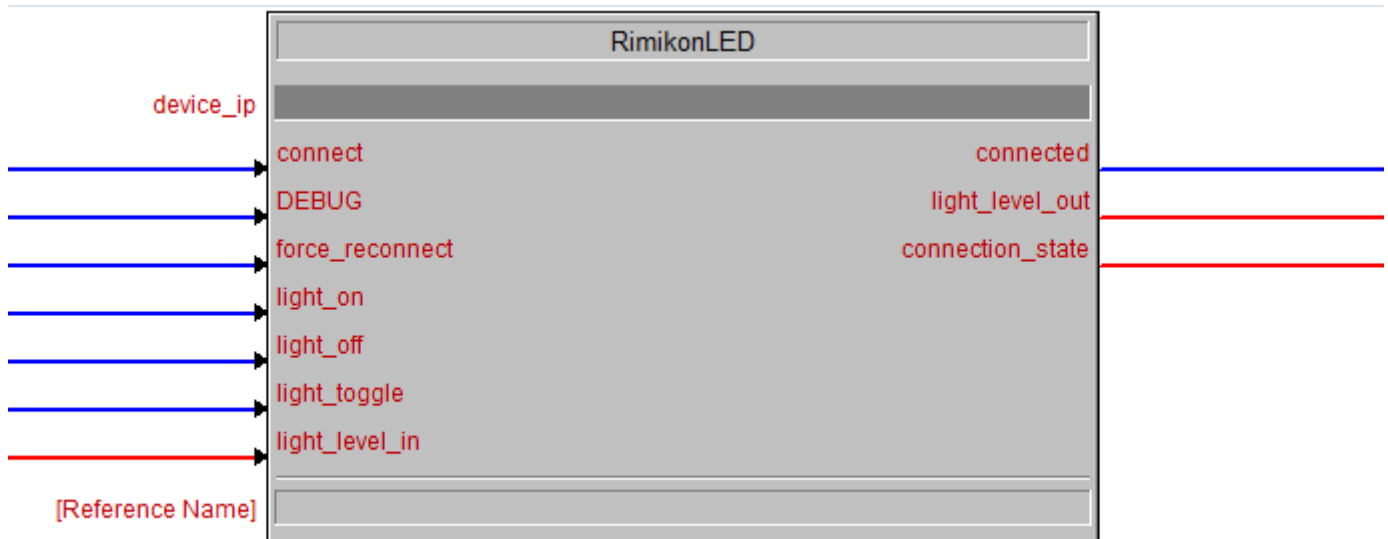 RimikonLED
device_ip
connect connected
DEBUG light_level_out
force_reconnect connection_state
light_on
light_off
light_toggle
light_level_in
[Reference Name]